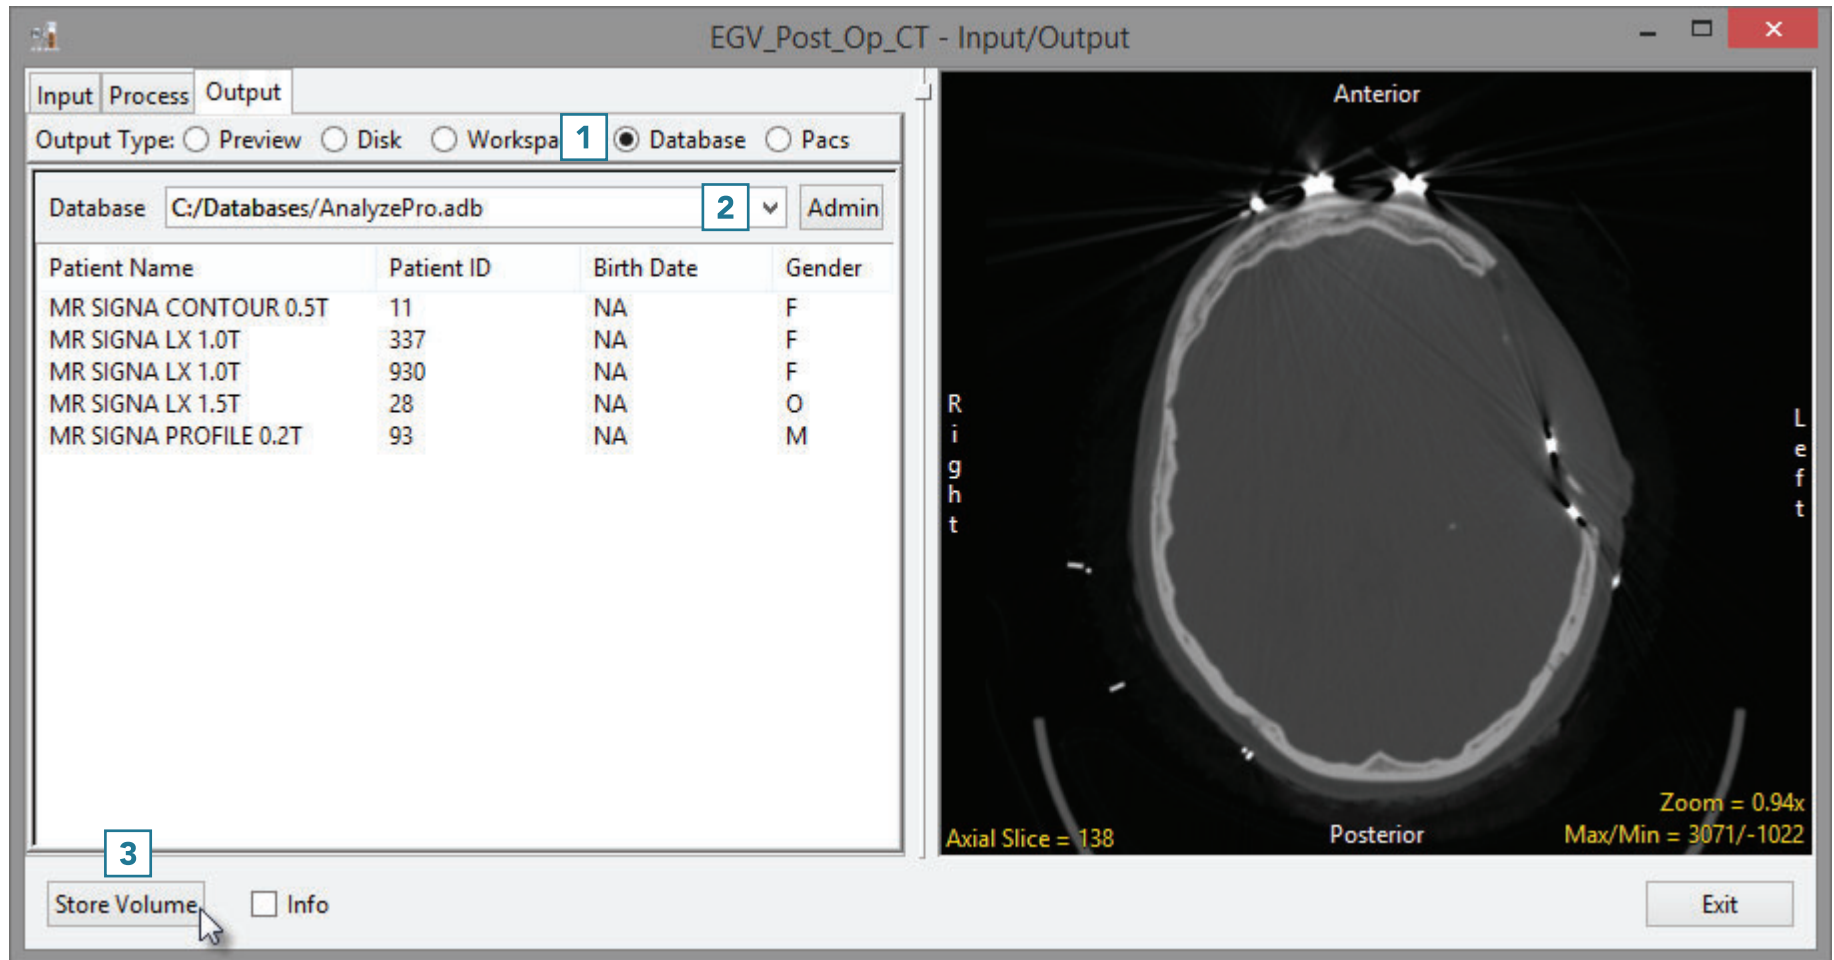 EGV_Post_Op_CT - Input/Output
Input Process Output
Output Type: Preview Disk Workspa 1 Database Pacs
Database C:/Databases/AnalyzePro.adb 2 Admin
Patient Name Patient ID Birth Date Gender
MR SIGNA CONTOUR 0.5T 11 NA F
MR SIGNA LX 1.0T 337 NA F
MR SIGNA LX 1.0T 930 NA F
MR SIGNA LX 1.5T 28 NA O
MR SIGNA PROFILE 0.2T 93 NA M
3
Store Volume Info
Anterior
Right
Left
Zoom = 0.94x
Axial Slice = 138 Posterior Max/Min = 3071/-1022
Exit